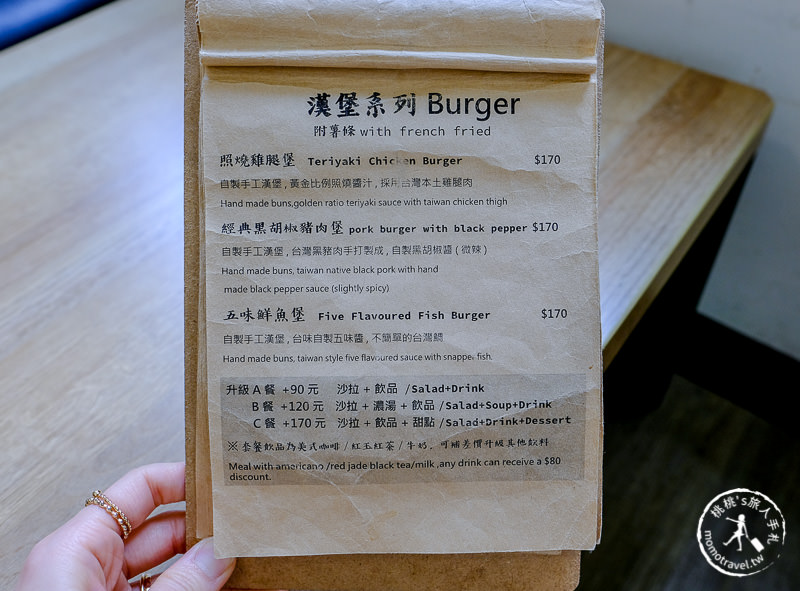 漢堡系列 Burger
附薯條 with french fried
照燒雞腿堡 Teriyaki Chicken Burger $170
自製手工漢堡，黃金比例照燒醬汁，採用台灣本土雞腿肉
Hand made buns,golden ratio teriyaki sauce with taiwan chicken thigh
經典黑胡椒豬肉堡 pork burger with black pepper $170
自製手工漢堡，台灣黑豬肉手打製成，自製黑胡椒醬（微辣）
Hand made buns, taiwan native black pork with hand
made black pepper sauce (slightly spicy)
五味鮮魚堡 Five Flavoured Fish Burger $170
自製手工漢堡，台味自製五味醬，不簡單的台灣鯛
Hand made buns, taiwan style five flavoured sauce with snapper fish.
升級 A 餐 +90 元 沙拉 + 飲品 /Salad+Drink
B 餐 +120 元 沙拉 + 濃湯 + 飲品 /Salad+Soup+Drink
C 餐 +170 元 沙拉 + 飲品 + 甜點 /Salad+Drink+Dessert
※ 套餐飲品為美式咖啡 / 紅玉紅茶 / 牛奶，可補差價升級其他飲料
Meal with americano /red jade black tea/milk ,any drink can receive a $80
discount.
桃桃's旅人手札
momotravel.tw